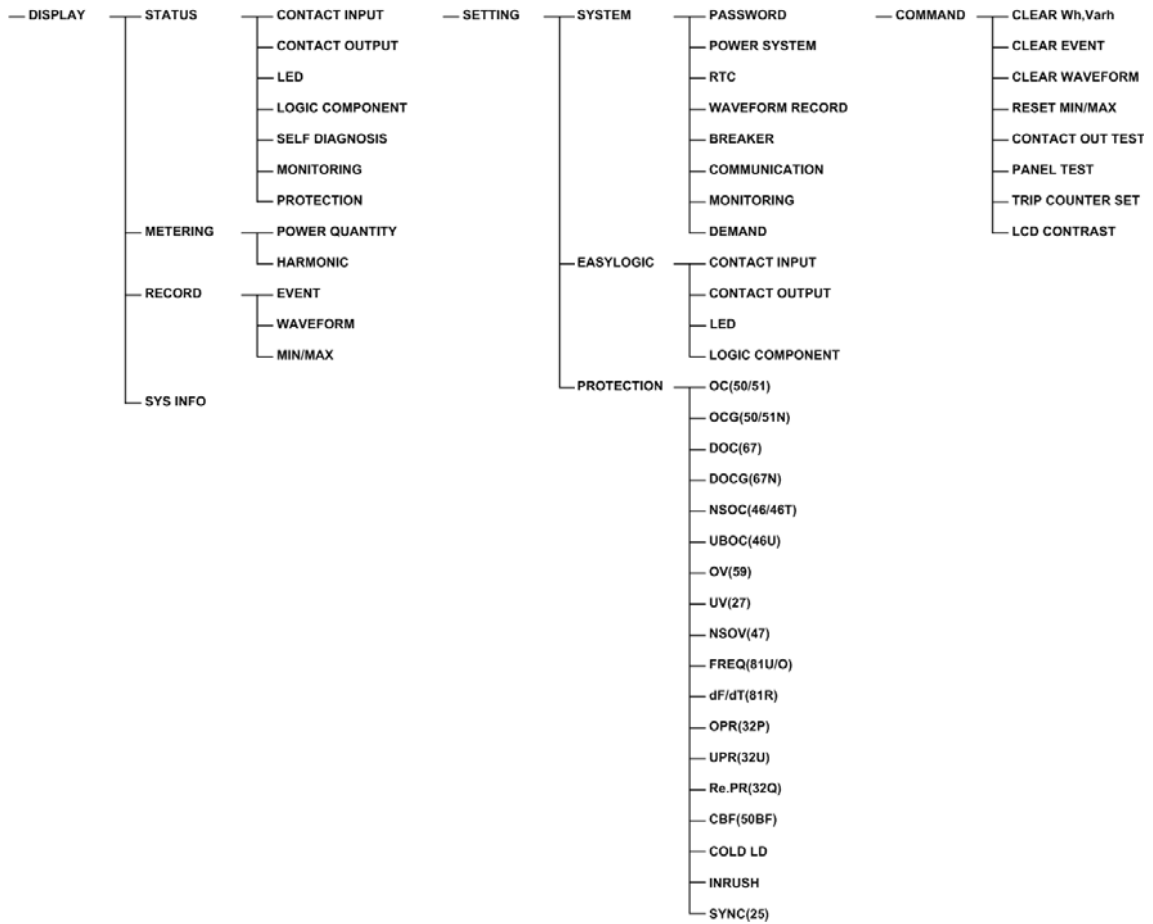 DISPLAY
STATUS
CONTACT INPUT
CONTACT OUTPUT
LED
LOGIC COMPONENT
SELF DIAGNOSIS
MONITORING
PROTECTION
METERING
POWER QUANTITY
HARMONIC
RECORD
EVENT
WAVEFORM
MIN/MAX
SYS INFO
SETTING
SYSTEM
PASSWORD
POWER SYSTEM
RTC
WAVEFORM RECORD
BREAKER
COMMUNICATION
MONITORING
DEMAND
EASYLOGIC
CONTACT INPUT
CONTACT OUTPUT
LED
LOGIC COMPONENT
PROTECTION
OC(50/51)
OCG(50/51N)
DOC(67)
DOCG(67N)
NSOC(46/46T)
UBOC(46U)
OV(59)
UV(27)
NSOV(47)
FREQ(81U/O)
dF/dT(81R)
OPR(32P)
UPR(32U)
Re.PR(32Q)
CBF(50BF)
COLD LD
INRUSH
SYNC(25)
COMMAND
CLEAR Wh,Varh
CLEAR EVENT
CLEAR WAVEFORM
RESET MIN/MAX
CONTACT OUT TEST
PANEL TEST
TRIP COUNTER SET
LCD CONTRAST